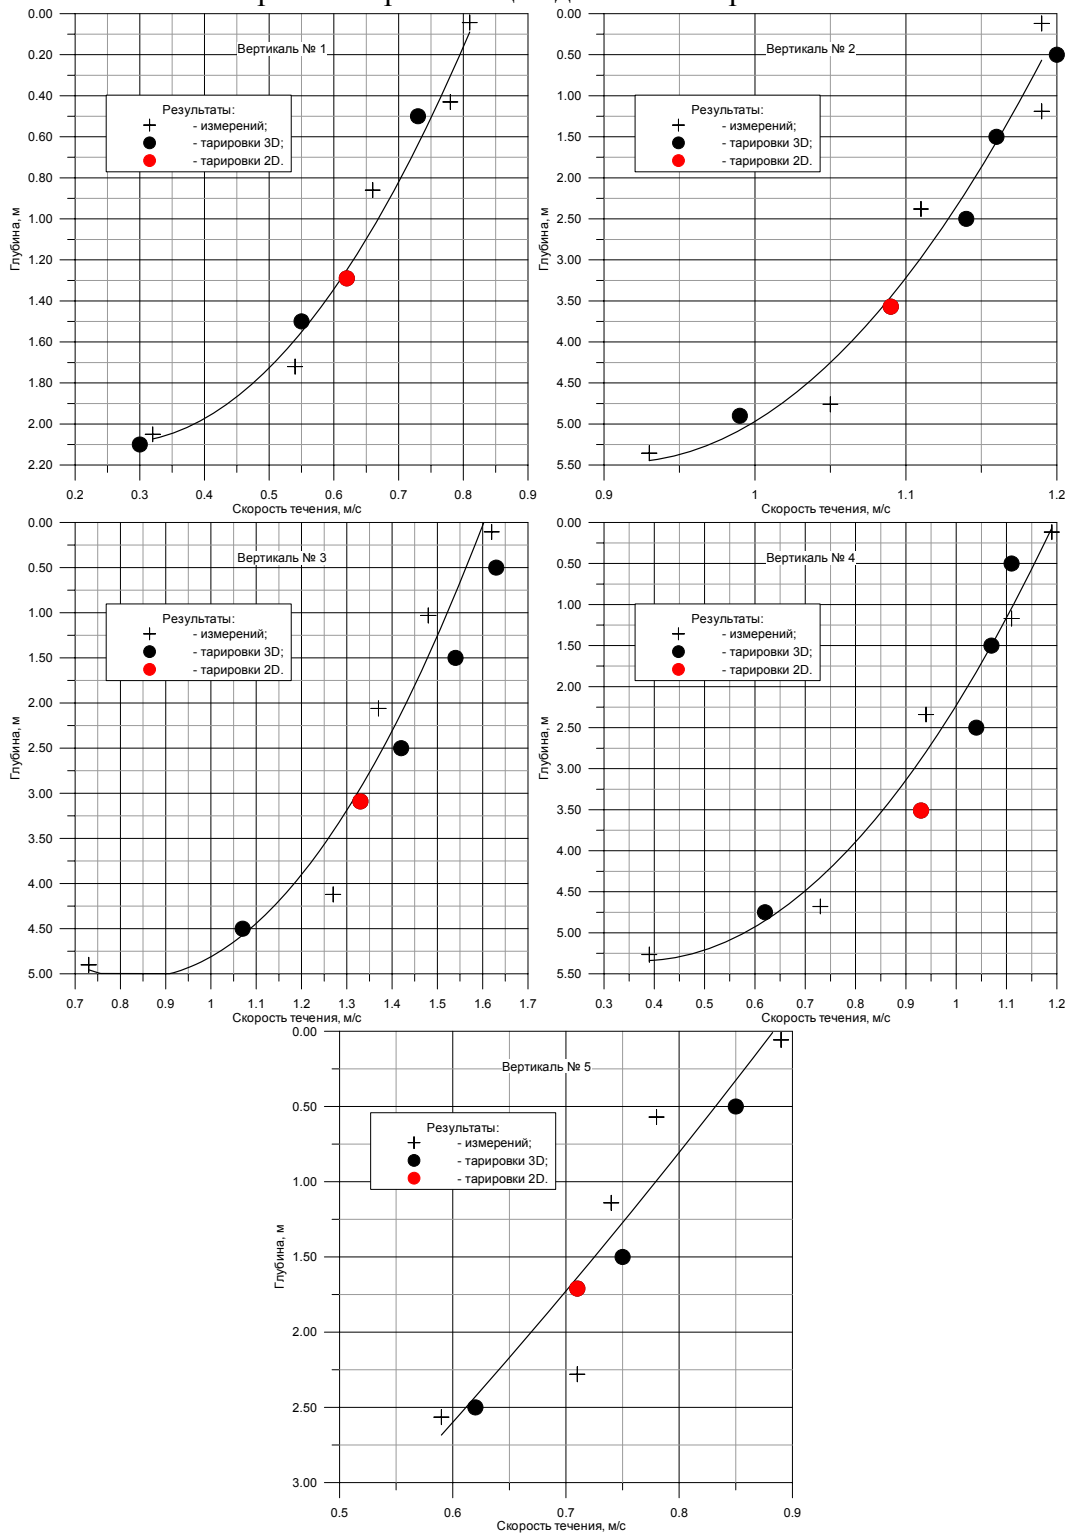 Вертикаль № 1
Результаты:
- измерений;
- тарировки 3D;
- тарировки 2D.
Глубина, м
0.00
0.20
0.40
0.60
0.80
1.00
1.20
1.40
1.60
1.80
2.00
2.20
0.2 0.3 0.4 0.5 0.6 0.7 0.8 0.9
Скорость течения, м/с
Вертикаль № 2
Результаты:
- измерений;
- тарировки 3D;
- тарировки 2D.
Глубина, м
0.00
0.50
1.00
1.50
2.00
2.50
3.00
3.50
4.00
4.50
5.00
5.50
0.9 1 1.1 1.2
Скорость течения, м/с
Вертикаль № 3
Результаты:
- измерений;
- тарировки 3D;
- тарировки 2D.
Глубина, м
0.00
0.50
1.00
1.50
2.00
2.50
3.00
3.50
4.00
4.50
5.00
0.7 0.8 0.9 1 1.1 1.2 1.3 1.4 1.5 1.6 1.7
Скорость течения, м/с
Вертикаль № 4
Результаты:
- измерений;
- тарировки 3D;
- тарировки 2D.
Глубина, м
0.00
0.50
1.00
1.50
2.00
2.50
3.00
3.50
4.00
4.50
5.00
5.50
0.3 0.4 0.5 0.6 0.7 0.8 0.9 1 1.1 1.2
Скорость течения, м/с
Вертикаль № 5
Результаты:
- измерений;
- тарировки 3D;
- тарировки 2D.
Глубина, м
0.00
0.50
1.00
1.50
2.00
2.50
3.00
0.5 0.6 0.7 0.8 0.9
Скорость течения, м/с